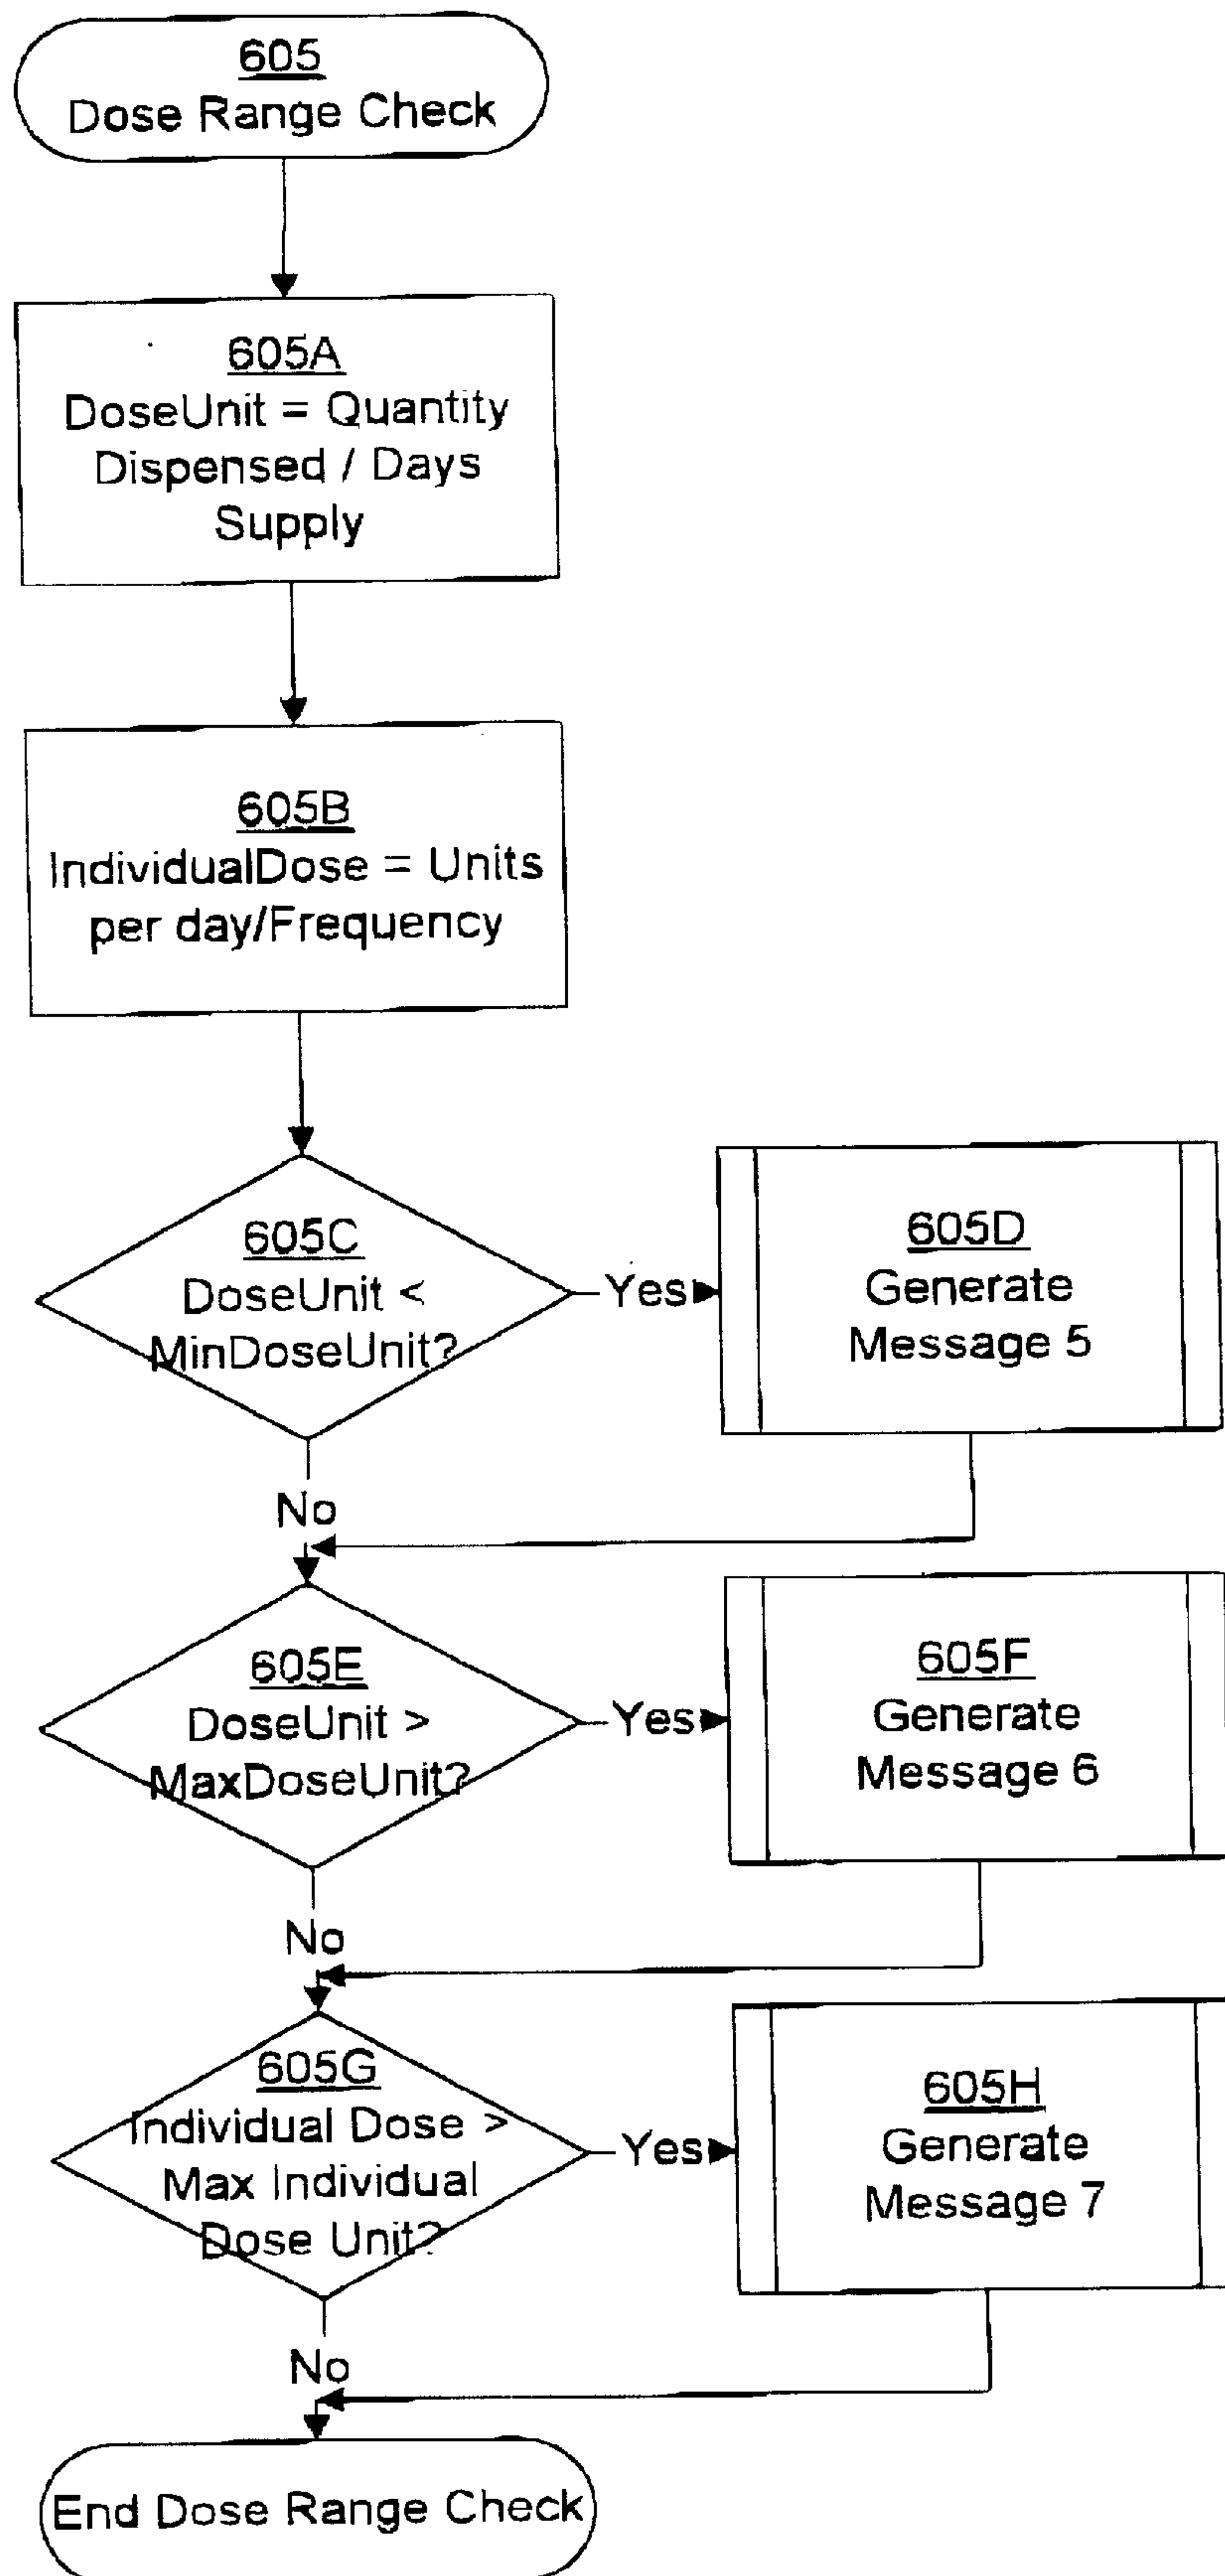 605
Dose Range Check
605A
DoseUnit = Quantity
Dispensed / Days
Supply
605B
IndividualDose = Units
per day/Frequency
605C
DoseUnit <
MinDoseUnit?
Yes
605D
Generate
Message 5
No
605E
DoseUnit >
MaxDoseUnit?
Yes
605F
Generate
Message 6
No
605G
Individual Dose >
Max Individual
Dose Unit?
Yes
605H
Generate
Message 7
No
End Dose Range Check